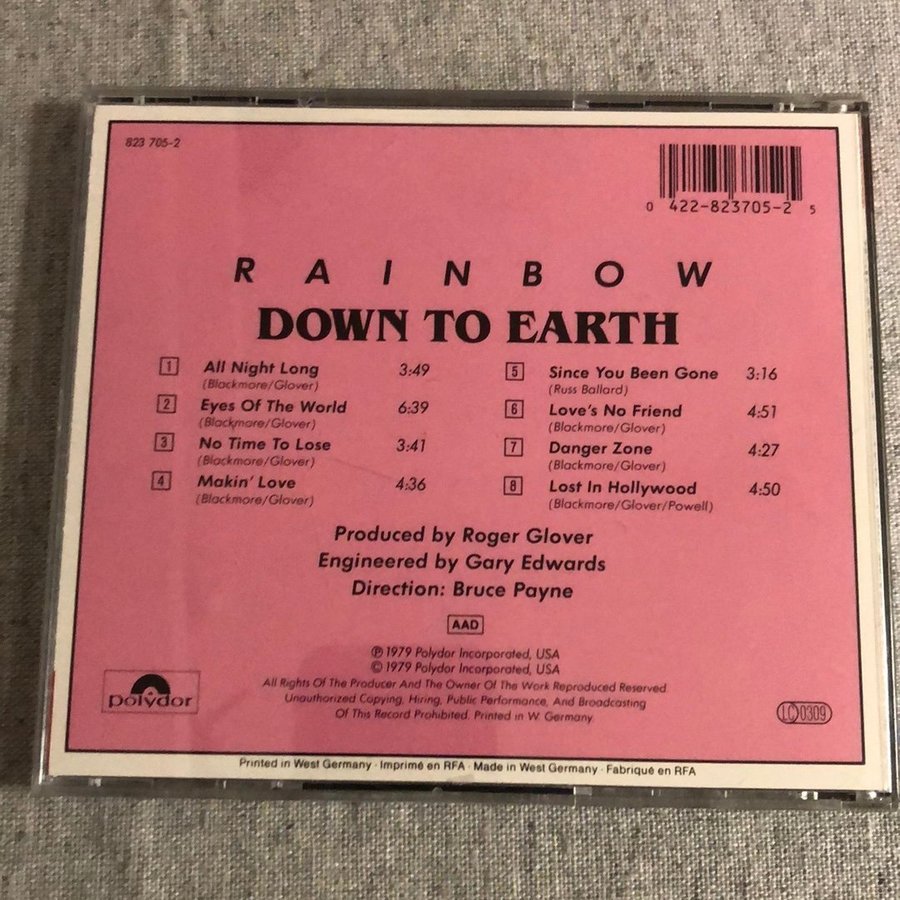 823 705-2
0 422-823705-2 5
RAINBOW
DOWN TO EARTH
1 All Night Long 3:49
(Blackmore/Glover)
2 Eyes Of The World 6:39
(Blackmore/Glover)
3 No Time To Lose 3:41
(Blackmore/Glover)
4 Makin' Love 4:36
(Blackmore/Glover)
5 Since You Been Gone 3:16
(Russ Ballard)
6 Love's No Friend 4:51
(Blackmore/Glover)
7 Danger Zone 4:27
(Blackmore/Glover)
8 Lost In Hollywood 4:50
(Blackmore/Glover/Powell)
Produced by Roger Glover
Engineered by Gary Edwards
Direction: Bruce Payne
AAD
℗ 1979 Polydor Incorporated, USA
© 1979 Polydor Incorporated, USA
All Rights Of The Producer And The Owner Of The Work Reproduced Reserved.
Unauthorized Copying, Hiring, Public Performance, And Broadcasting
Of This Record Prohibited. Printed in W. Germany
polydor
LC 0309
Printed in West Germany · Imprimé en RFA · Made in West Germany · Fabriqué en RFA